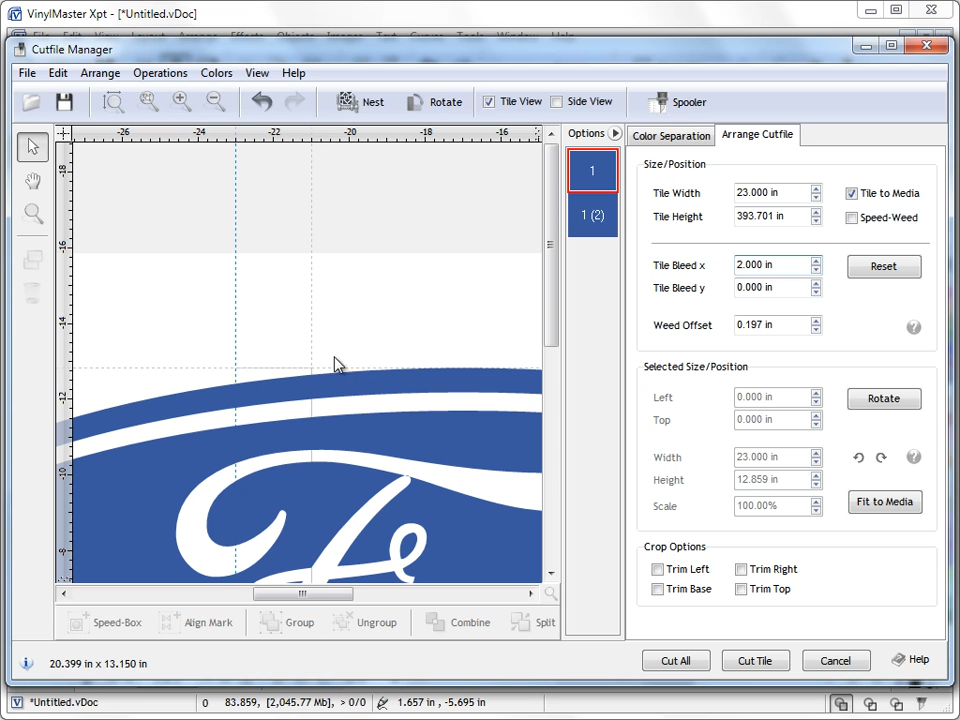 VinylMaster Xpt - [*Untitled.vDoc]
Cutfile Manager
File Edit Arrange Operations Colors View Help
Nest Rotate Tile View Side View Spooler
-26 -24 -22 -20 -18 -16
Options
Color Separation Arrange Cutfile
-18
-16
-14
-12
-10
-8
1
1 (2)
Size/Position
Tile Width 23.000 in Tile to Media
Tile Height 393.701 in Speed-Weed
Tile Bleed x 2.000 in Reset
Tile Bleed y 0.000 in
Weed Offset 0.197 in ?
Selected Size/Position
Left 0.000 in Rotate
Top 0.000 in
Width 23.000 in ?
Height 12.859 in
Scale 100.00% Fit to Media
Crop Options
Trim Left Trim Right
Trim Base Trim Top
Speed-Box Align Mark Group Ungroup Combine Split
20.399 in x 13.150 in
Cut All Cut Tile Cancel Help
*Untitled.vDoc 0 83.859, [2,045.77 Mb], > 0/0 1.657 in , -5.695 in